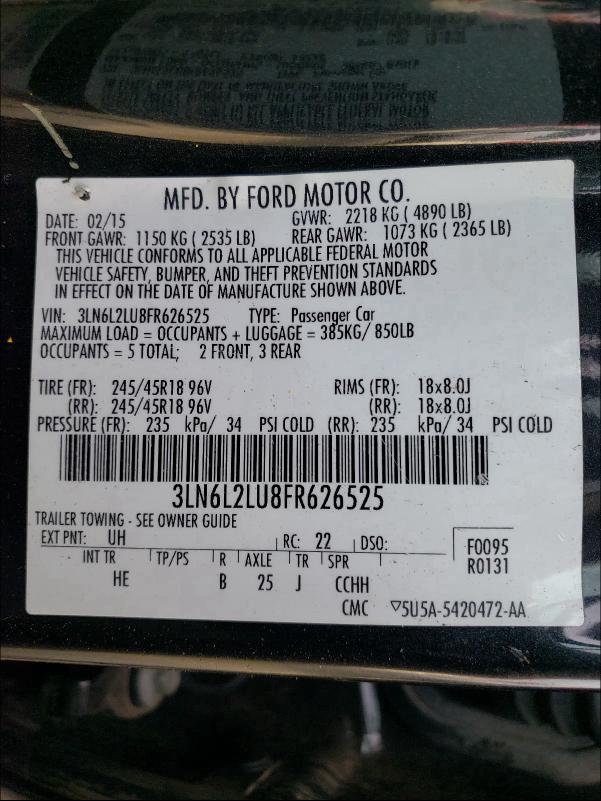 MFD. BY FORD MOTOR CO.
DATE: 02/15 GVWR: 2218 KG ( 4890 LB)
FRONT GAWR: 1150 KG ( 2535 LB) REAR GAWR: 1073 KG ( 2365 LB)
THIS VEHICLE CONFORMS TO ALL APPLICABLE FEDERAL MOTOR
VEHICLE SAFETY, BUMPER, AND THEFT PREVENTION STANDARDS
IN EFFECT ON THE DATE OF MANUFACTURE SHOWN ABOVE.
VIN: 3LN6L2LU8FR626525 TYPE: Passenger Car
MAXIMUM LOAD = OCCUPANTS + LUGGAGE = 385KG/ 850LB
OCCUPANTS = 5 TOTAL; 2 FRONT, 3 REAR
TIRE (FR): 245/45R18 96V RIMS (FR): 18x8.0J
(RR): 245/45R18 96V (RR): 18x8.0J
PRESSURE (FR): 235 kPa/ 34 PSI COLD (RR): 235 kPa/ 34 PSI COLD
3LN6L2LU8FR626525
TRAILER TOWING - SEE OWNER GUIDE
EXT PNT: UH RC: 22 DSO: F0095
R0131
INT TR TP/PS R AXLE TR SPR
HE B 25 J CCHH
CMC ▽5U5A-5420472-AA